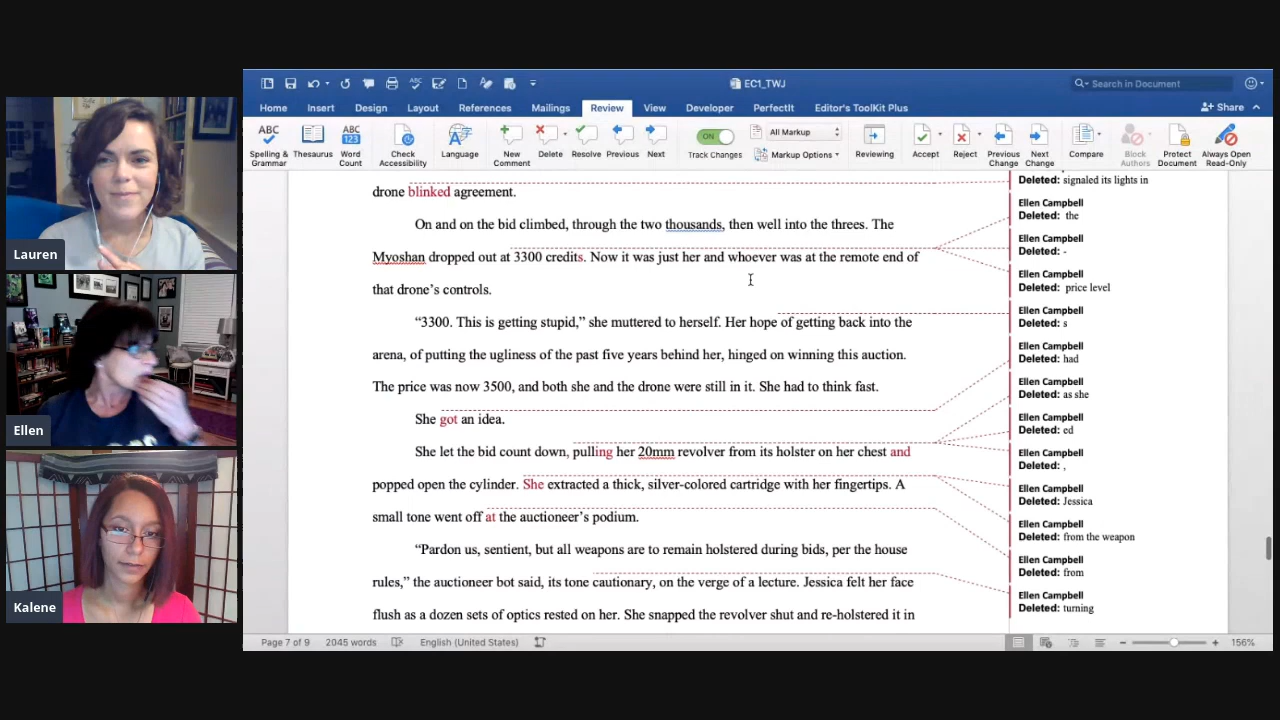 Lauren
Ellen
Kalene
EC1_TWJ
Search in Document
Home Insert Design Layout References Mailings Review View Developer PerfectIt Editor's ToolKit Plus
Share
ABC
Spelling & Grammar
Thesaurus
ABC 123
Word Count
Check Accessibility
Language
New Comment
Delete
Resolve
Previous
Next
ON
Track Changes
All Markup
Markup Options
Reviewing
Accept
Reject
Previous Change
Next Change
Compare
Block Authors
Protect Document
Always Open Read-Only
drone blinked agreement.
On and on the bid climbed, through the two thousands, then well into the threes. The
Myoshan dropped out at 3300 credits. Now it was just her and whoever was at the remote end of
that drone’s controls.
“3300. This is getting stupid,” she muttered to herself. Her hope of getting back into the
arena, of putting the ugliness of the past five years behind her, hinged on winning this auction.
The price was now 3500, and both she and the drone were still in it. She had to think fast.
She got an idea.
She let the bid count down, pulling her 20mm revolver from its holster on her chest and
popped open the cylinder. She extracted a thick, silver-colored cartridge with her fingertips. A
small tone went off at the auctioneer’s podium.
“Pardon us, sentient, but all weapons are to remain holstered during bids, per the house
rules,” the auctioneer bot said, its tone cautionary, on the verge of a lecture. Jessica felt her face
flush as a dozen sets of optics rested on her. She snapped the revolver shut and re-holstered it in
Deleted: signaled its lights in
Ellen Campbell
Deleted: the
Ellen Campbell
Deleted: -
Ellen Campbell
Deleted: price level
Ellen Campbell
Deleted: s
Ellen Campbell
Deleted: had
Ellen Campbell
Deleted: as she
Ellen Campbell
Deleted: ed
Ellen Campbell
Deleted: ,
Ellen Campbell
Deleted: Jessica
Ellen Campbell
Deleted: from the weapon
Ellen Campbell
Deleted: from
Ellen Campbell
Deleted: turning
Page 7 of 9 2045 words English (United States) 156%